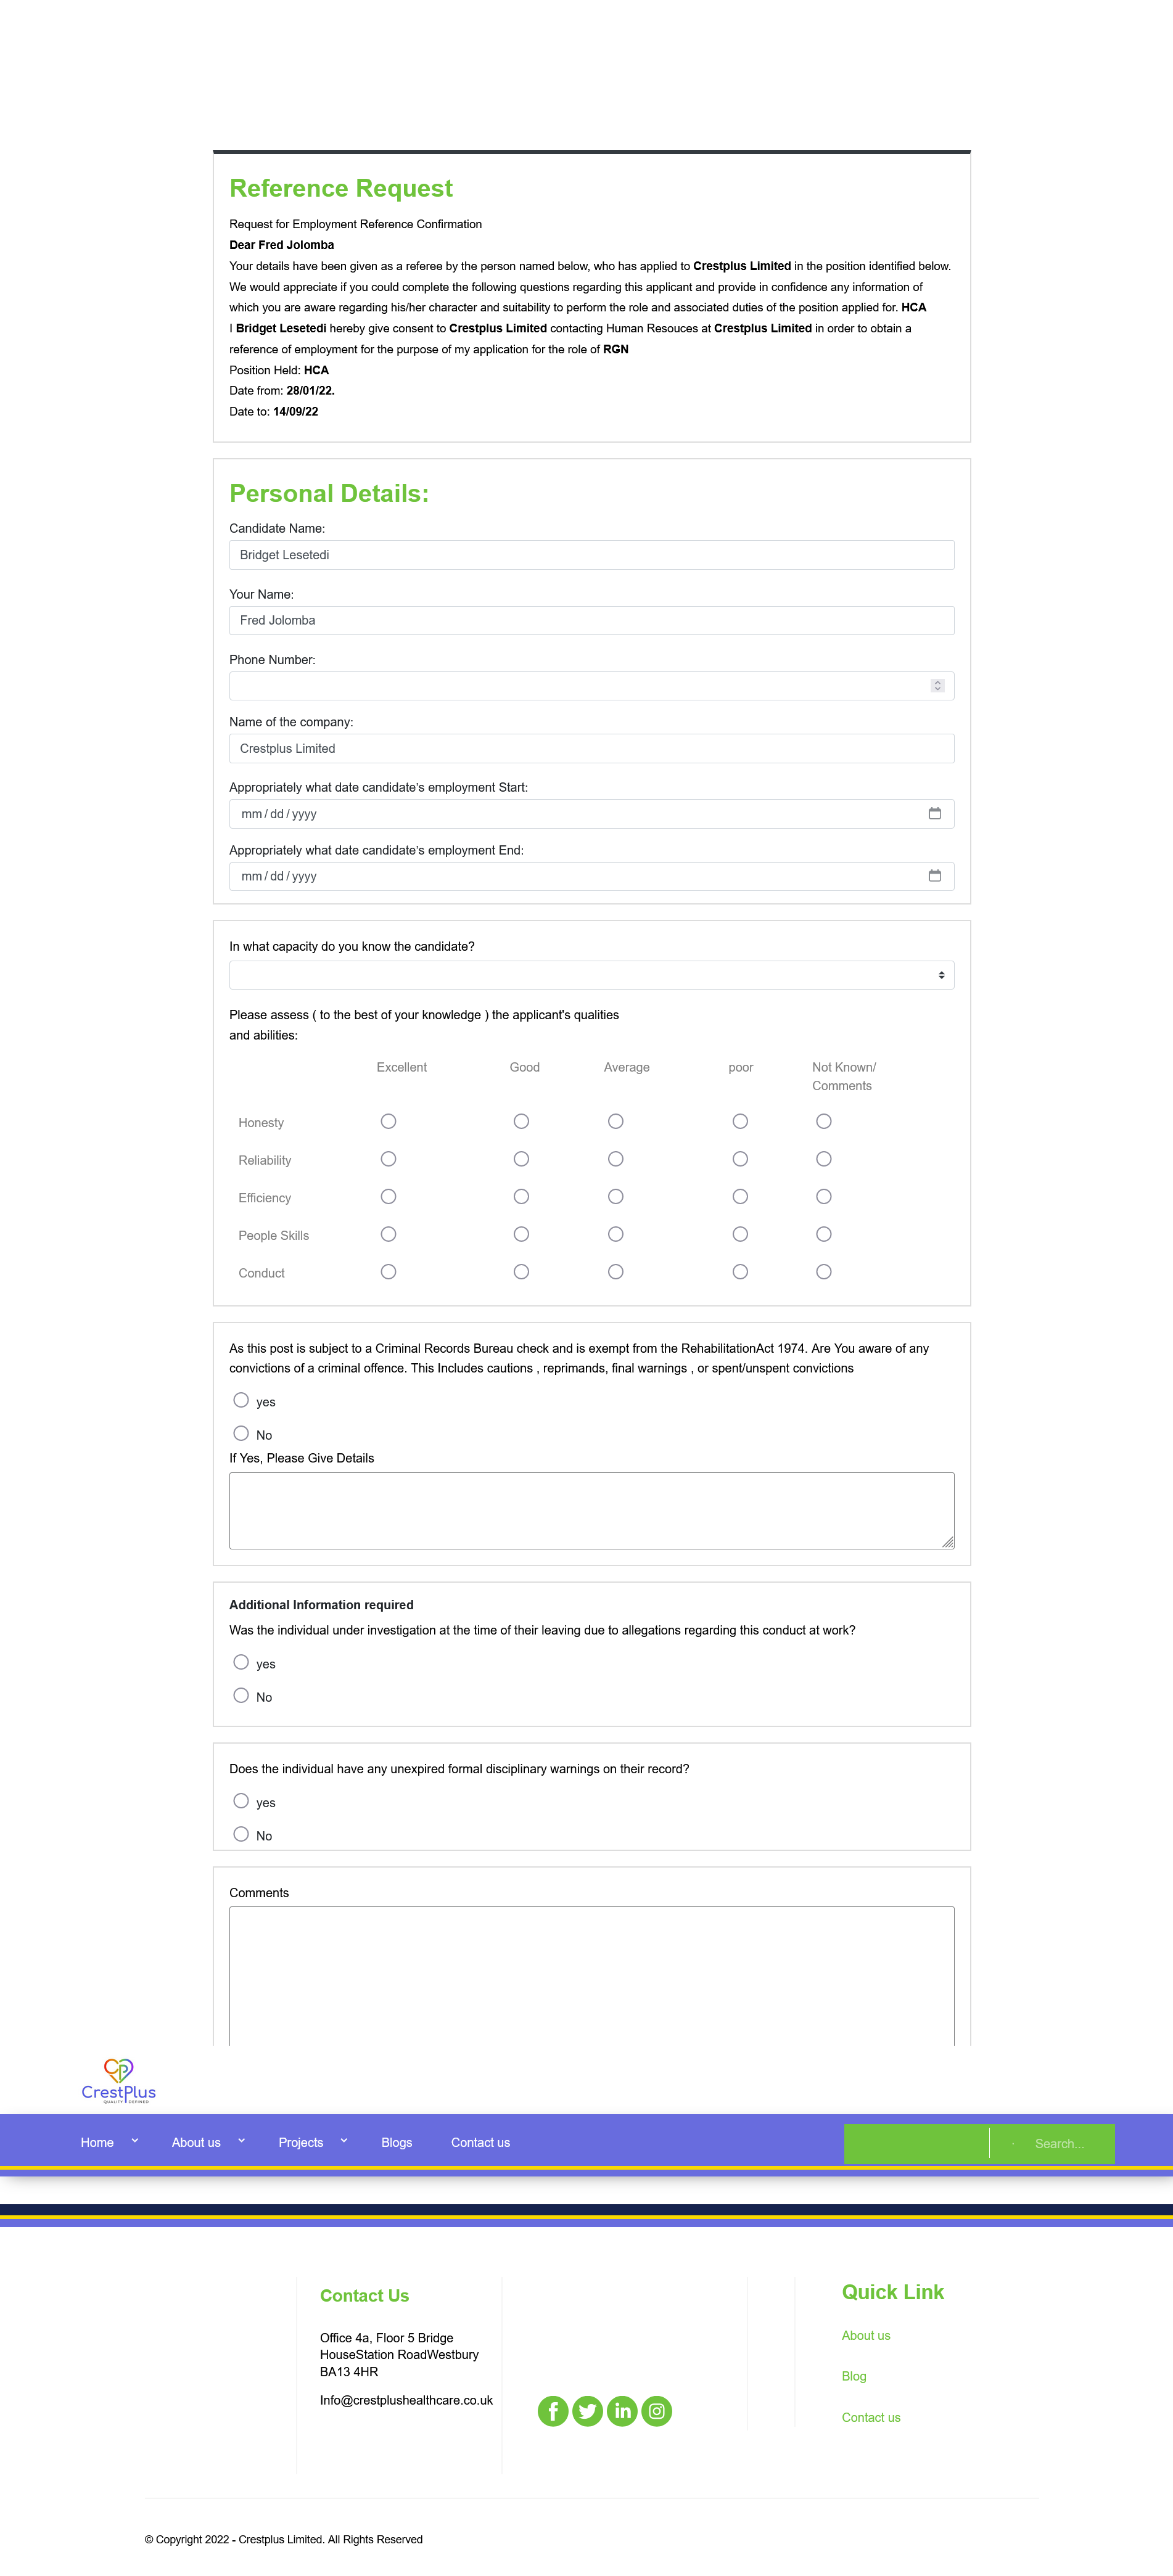 Reference Request
Request for Employment Reference Confirmation
Dear Fred Jolomba
Your details have been given as a referee by the person named below, who has applied to Crestplus Limited in the position identified below.
We would appreciate if you could complete the following questions regarding this applicant and provide in confidence any information of
which you are aware regarding his/her character and suitability to perform the role and associated duties of the position applied for. HCA
I Bridget Lesetedi hereby give consent to Crestplus Limited contacting Human Resouces at Crestplus Limited in order to obtain a
reference of employment for the purpose of my application for the role of RGN
Position Held: HCA
Date from: 28/01/22.
Date to: 14/09/22
Personal Details:
Candidate Name:
Bridget Lesetedi
Your Name:
Fred Jolomba
Phone Number:
Name of the company:
Crestplus Limited
Appropriately what date candidate's employment Start:
mm / dd / yyyy
Appropriately what date candidate's employment End:
mm / dd / yyyy
In what capacity do you know the candidate?
Please assess ( to the best of your knowledge ) the applicant's qualities
and abilities:
Excellent Good Average poor Not Known/
Comments
Honesty
Reliability
Efficiency
People Skills
Conduct
As this post is subject to a Criminal Records Bureau check and is exempt from the RehabilitationAct 1974. Are You aware of any
convictions of a criminal offence. This Includes cautions , reprimands, final warnings , or spent/unspent convictions
yes
No
If Yes, Please Give Details
Additional Information required
Was the individual under investigation at the time of their leaving due to allegations regarding this conduct at work?
yes
No
Does the individual have any unexpired formal disciplinary warnings on their record?
yes
No
Comments
CrestPlus
QUALITY DEFINED
Home About us Projects Blogs Contact us Search...
Contact Us
Office 4a, Floor 5 Bridge
HouseStation RoadWestbury
BA13 4HR
Info@crestplushealthcare.co.uk
Quick Link
About us
Blog
Contact us
© Copyright 2022 - Crestplus Limited. All Rights Reserved